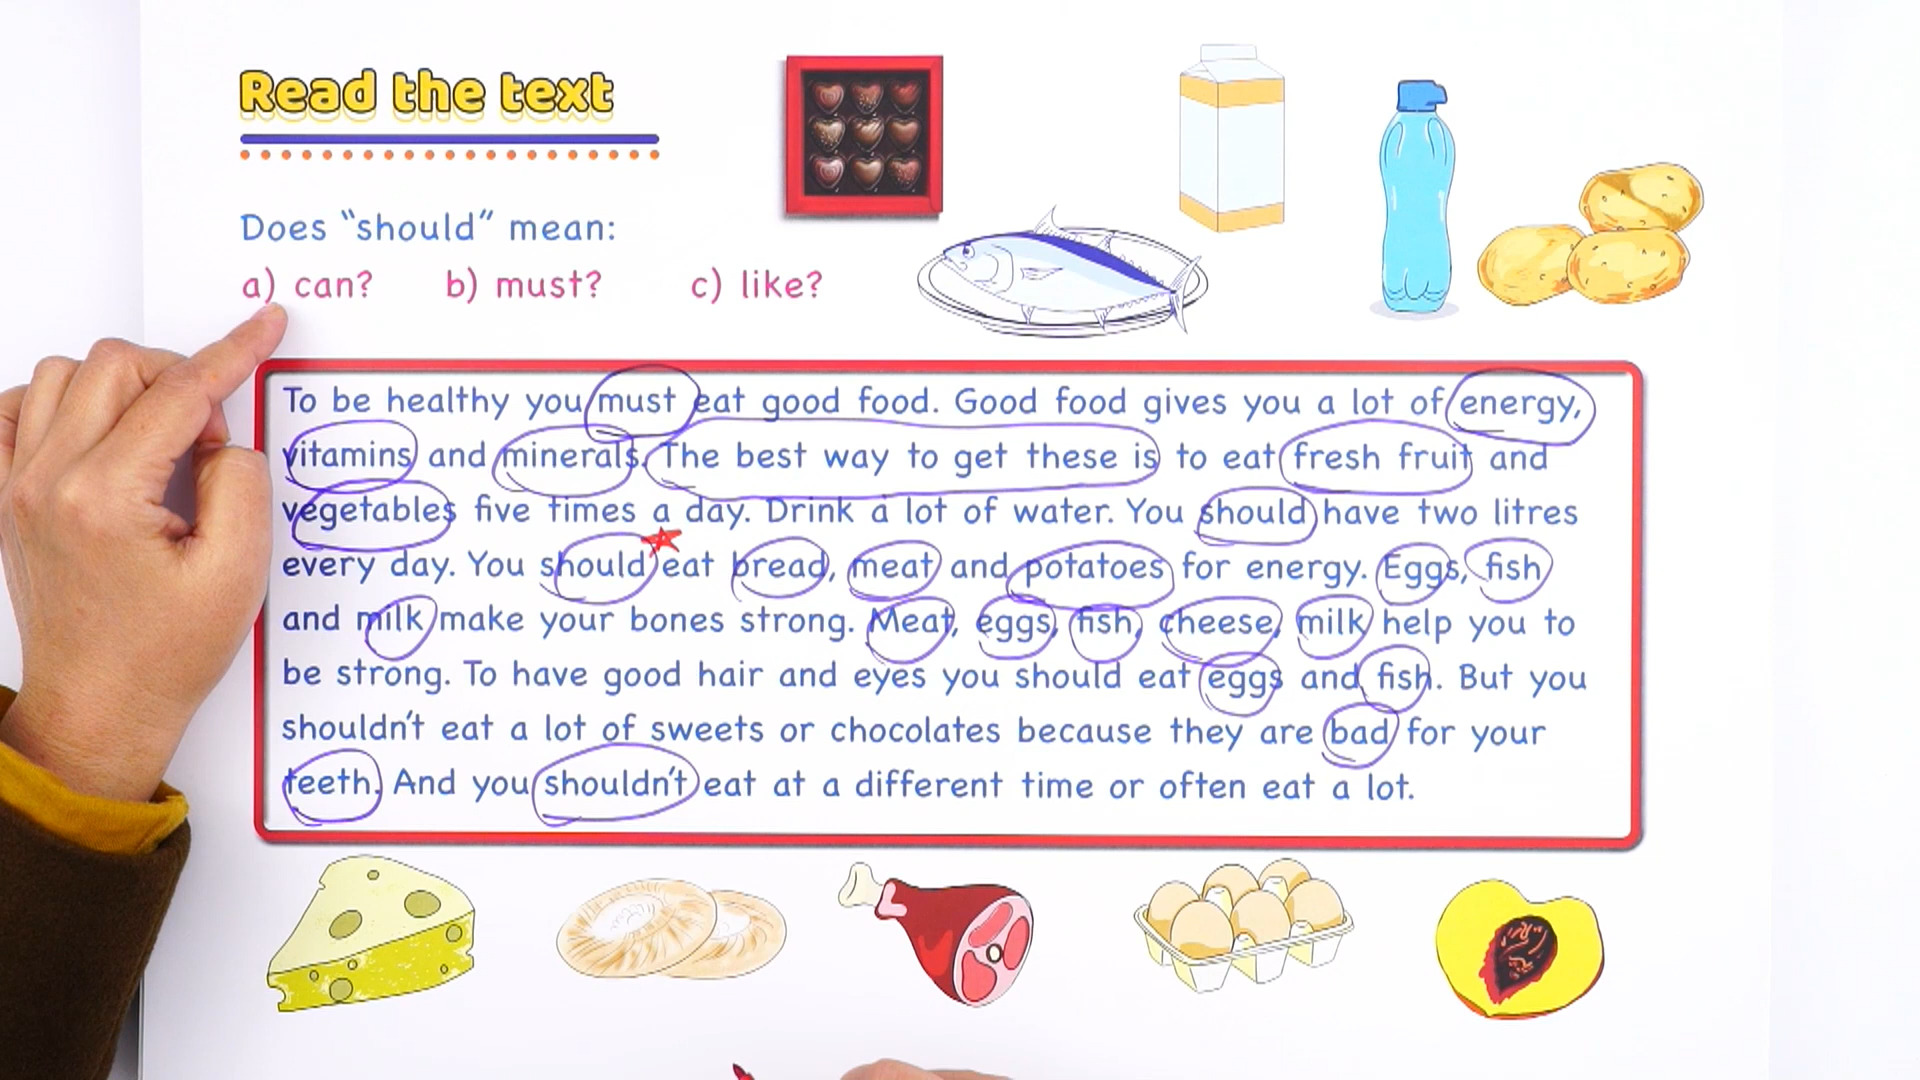 Read the text
Does “should” mean:
a) can? b) must? c) like?
To be healthy you must eat good food. Good food gives you a lot of energy,
vitamins and minerals. The best way to get these is to eat fresh fruit and
vegetables five times a day. Drink a lot of water. You should have two litres
every day. You should eat bread, meat and potatoes for energy. Eggs, fish
and milk make your bones strong. Meat, eggs, fish, cheese, milk help you to
be strong. To have good hair and eyes you should eat eggs and fish. But you
shouldn’t eat a lot of sweets or chocolates because they are bad for your
teeth. And you shouldn’t eat at a different time or often eat a lot.